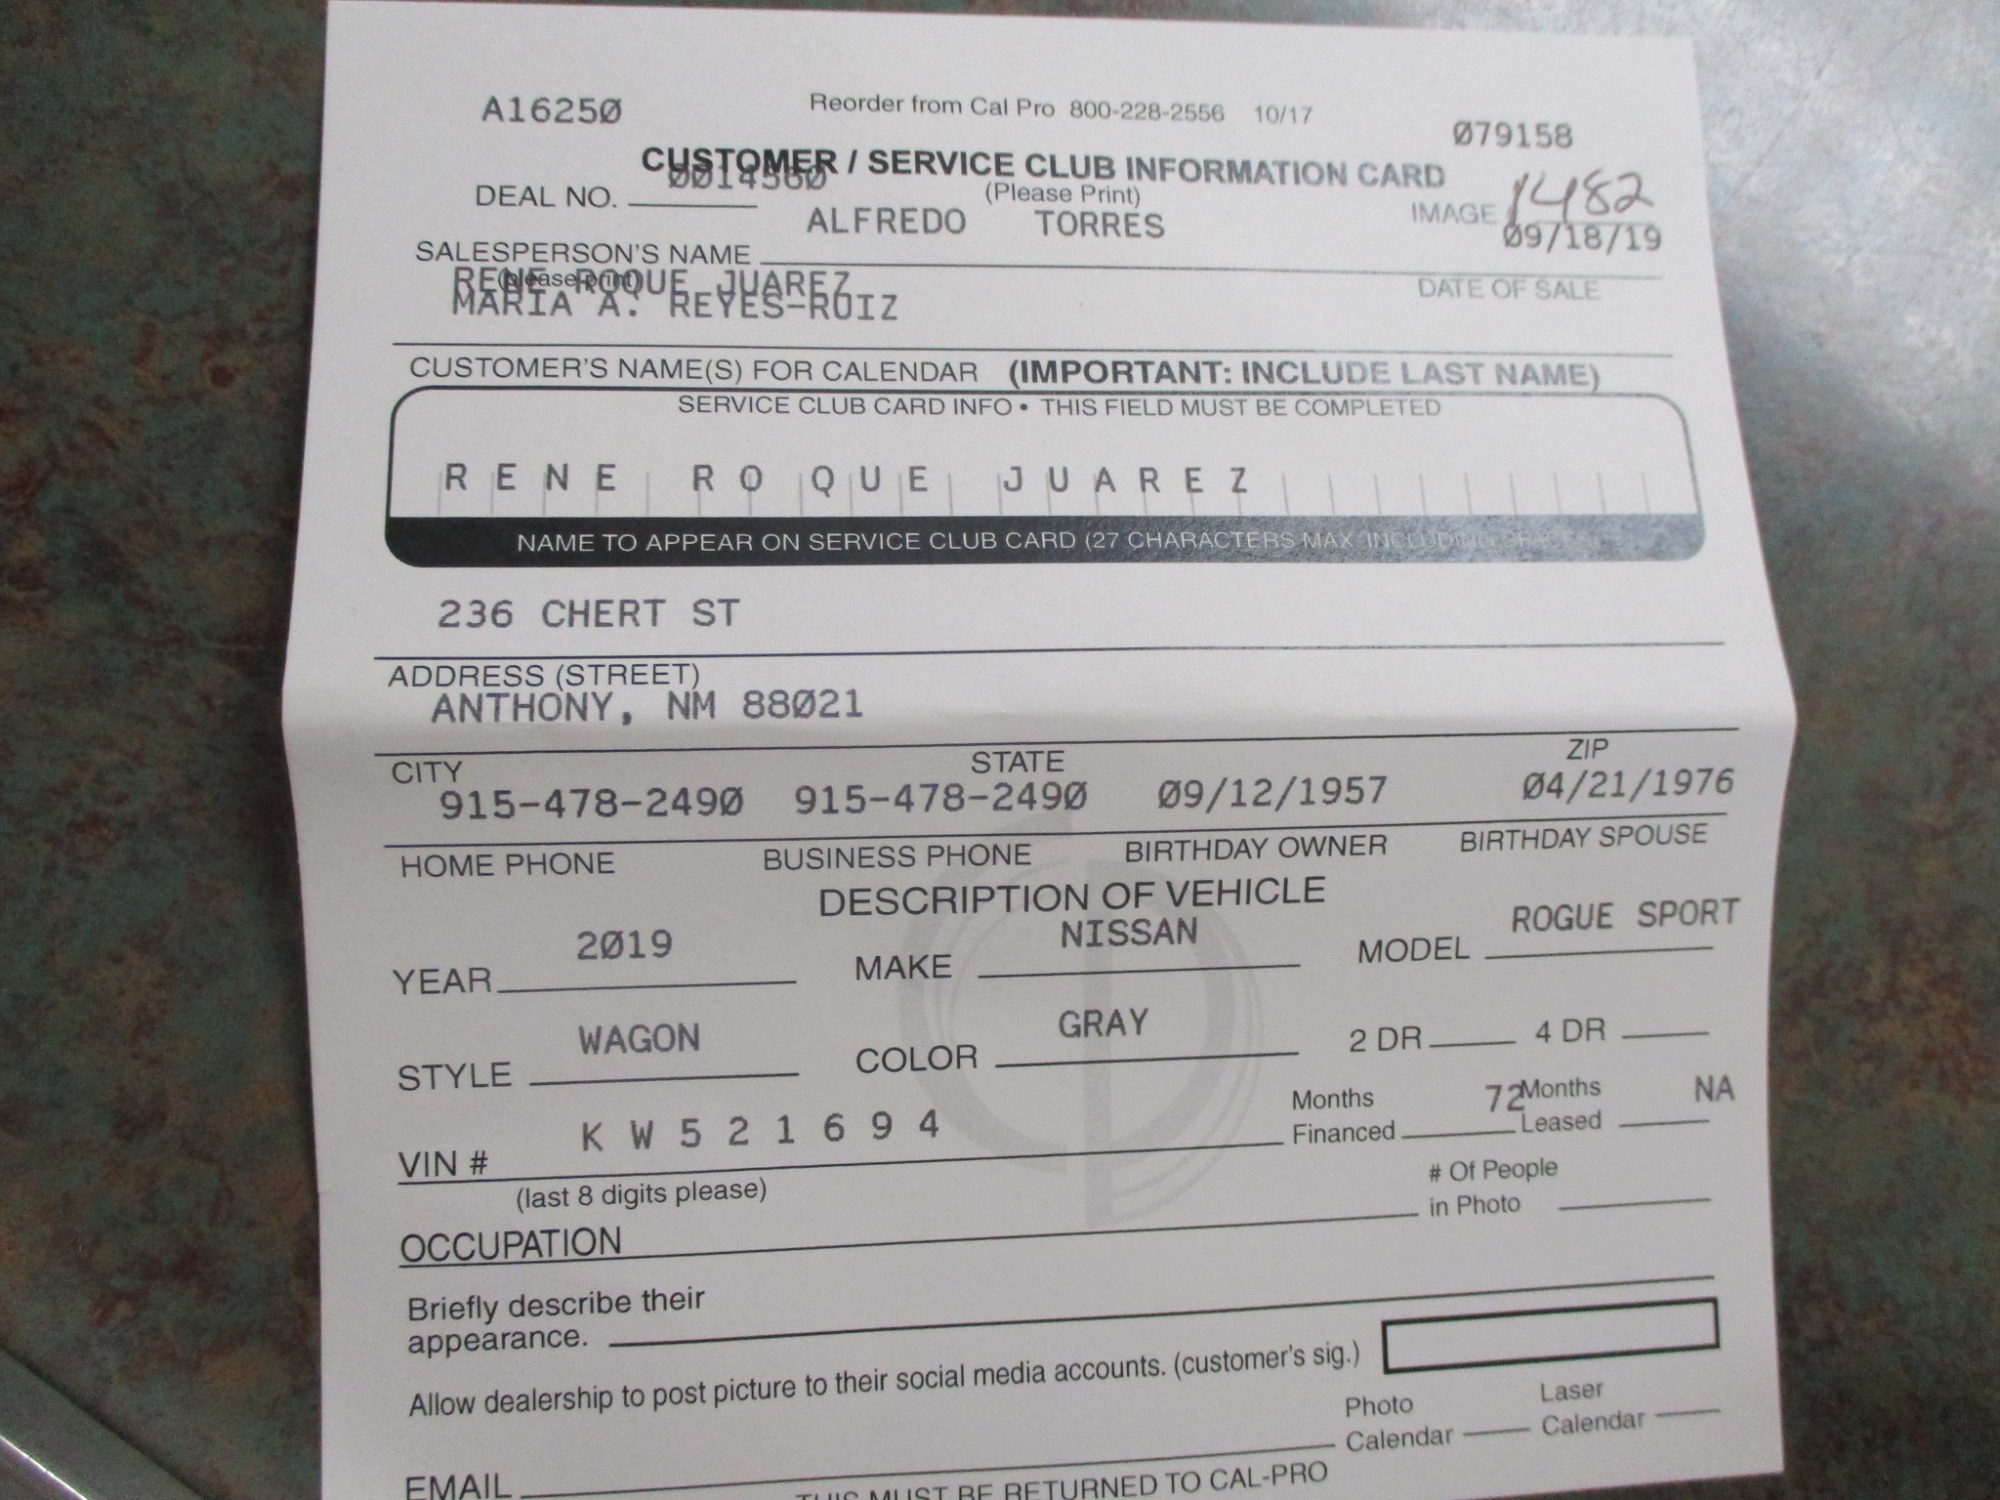 A16250 Reorder from Cal Pro 800-228-2556 10/17 079158
CUSTOMER / SERVICE CLUB INFORMATION CARD
DEAL NO. 0014560 (Please Print) IMAGE 1482
ALFREDO TORRES 09/18/19
SALESPERSON'S NAME
(please print) DATE OF SALE
RENE ROQUE JUAREZ
MARIA A. REYES-RUIZ
CUSTOMER'S NAME(S) FOR CALENDAR (IMPORTANT: INCLUDE LAST NAME)
SERVICE CLUB CARD INFO • THIS FIELD MUST BE COMPLETED
RENE ROQUE JUAREZ
NAME TO APPEAR ON SERVICE CLUB CARD (27 CHARACTERS MAX INCLUDING SPACES)
236 CHERT ST
ADDRESS (STREET)
ANTHONY, NM 88021
CITY STATE ZIP
915-478-2490 915-478-2490 09/12/1957 04/21/1976
HOME PHONE BUSINESS PHONE BIRTHDAY OWNER BIRTHDAY SPOUSE
DESCRIPTION OF VEHICLE
YEAR 2019 MAKE NISSAN MODEL ROGUE SPORT
STYLE WAGON COLOR GRAY 2 DR 4 DR
VIN # KW521694 Months Financed 72 Months Leased NA
(last 8 digits please)
OCCUPATION # Of People in Photo
Briefly describe their
appearance.
Allow dealership to post picture to their social media accounts. (customer's sig.)
EMAIL Photo Calendar Laser Calendar
THIS MUST BE RETURNED TO CAL-PRO